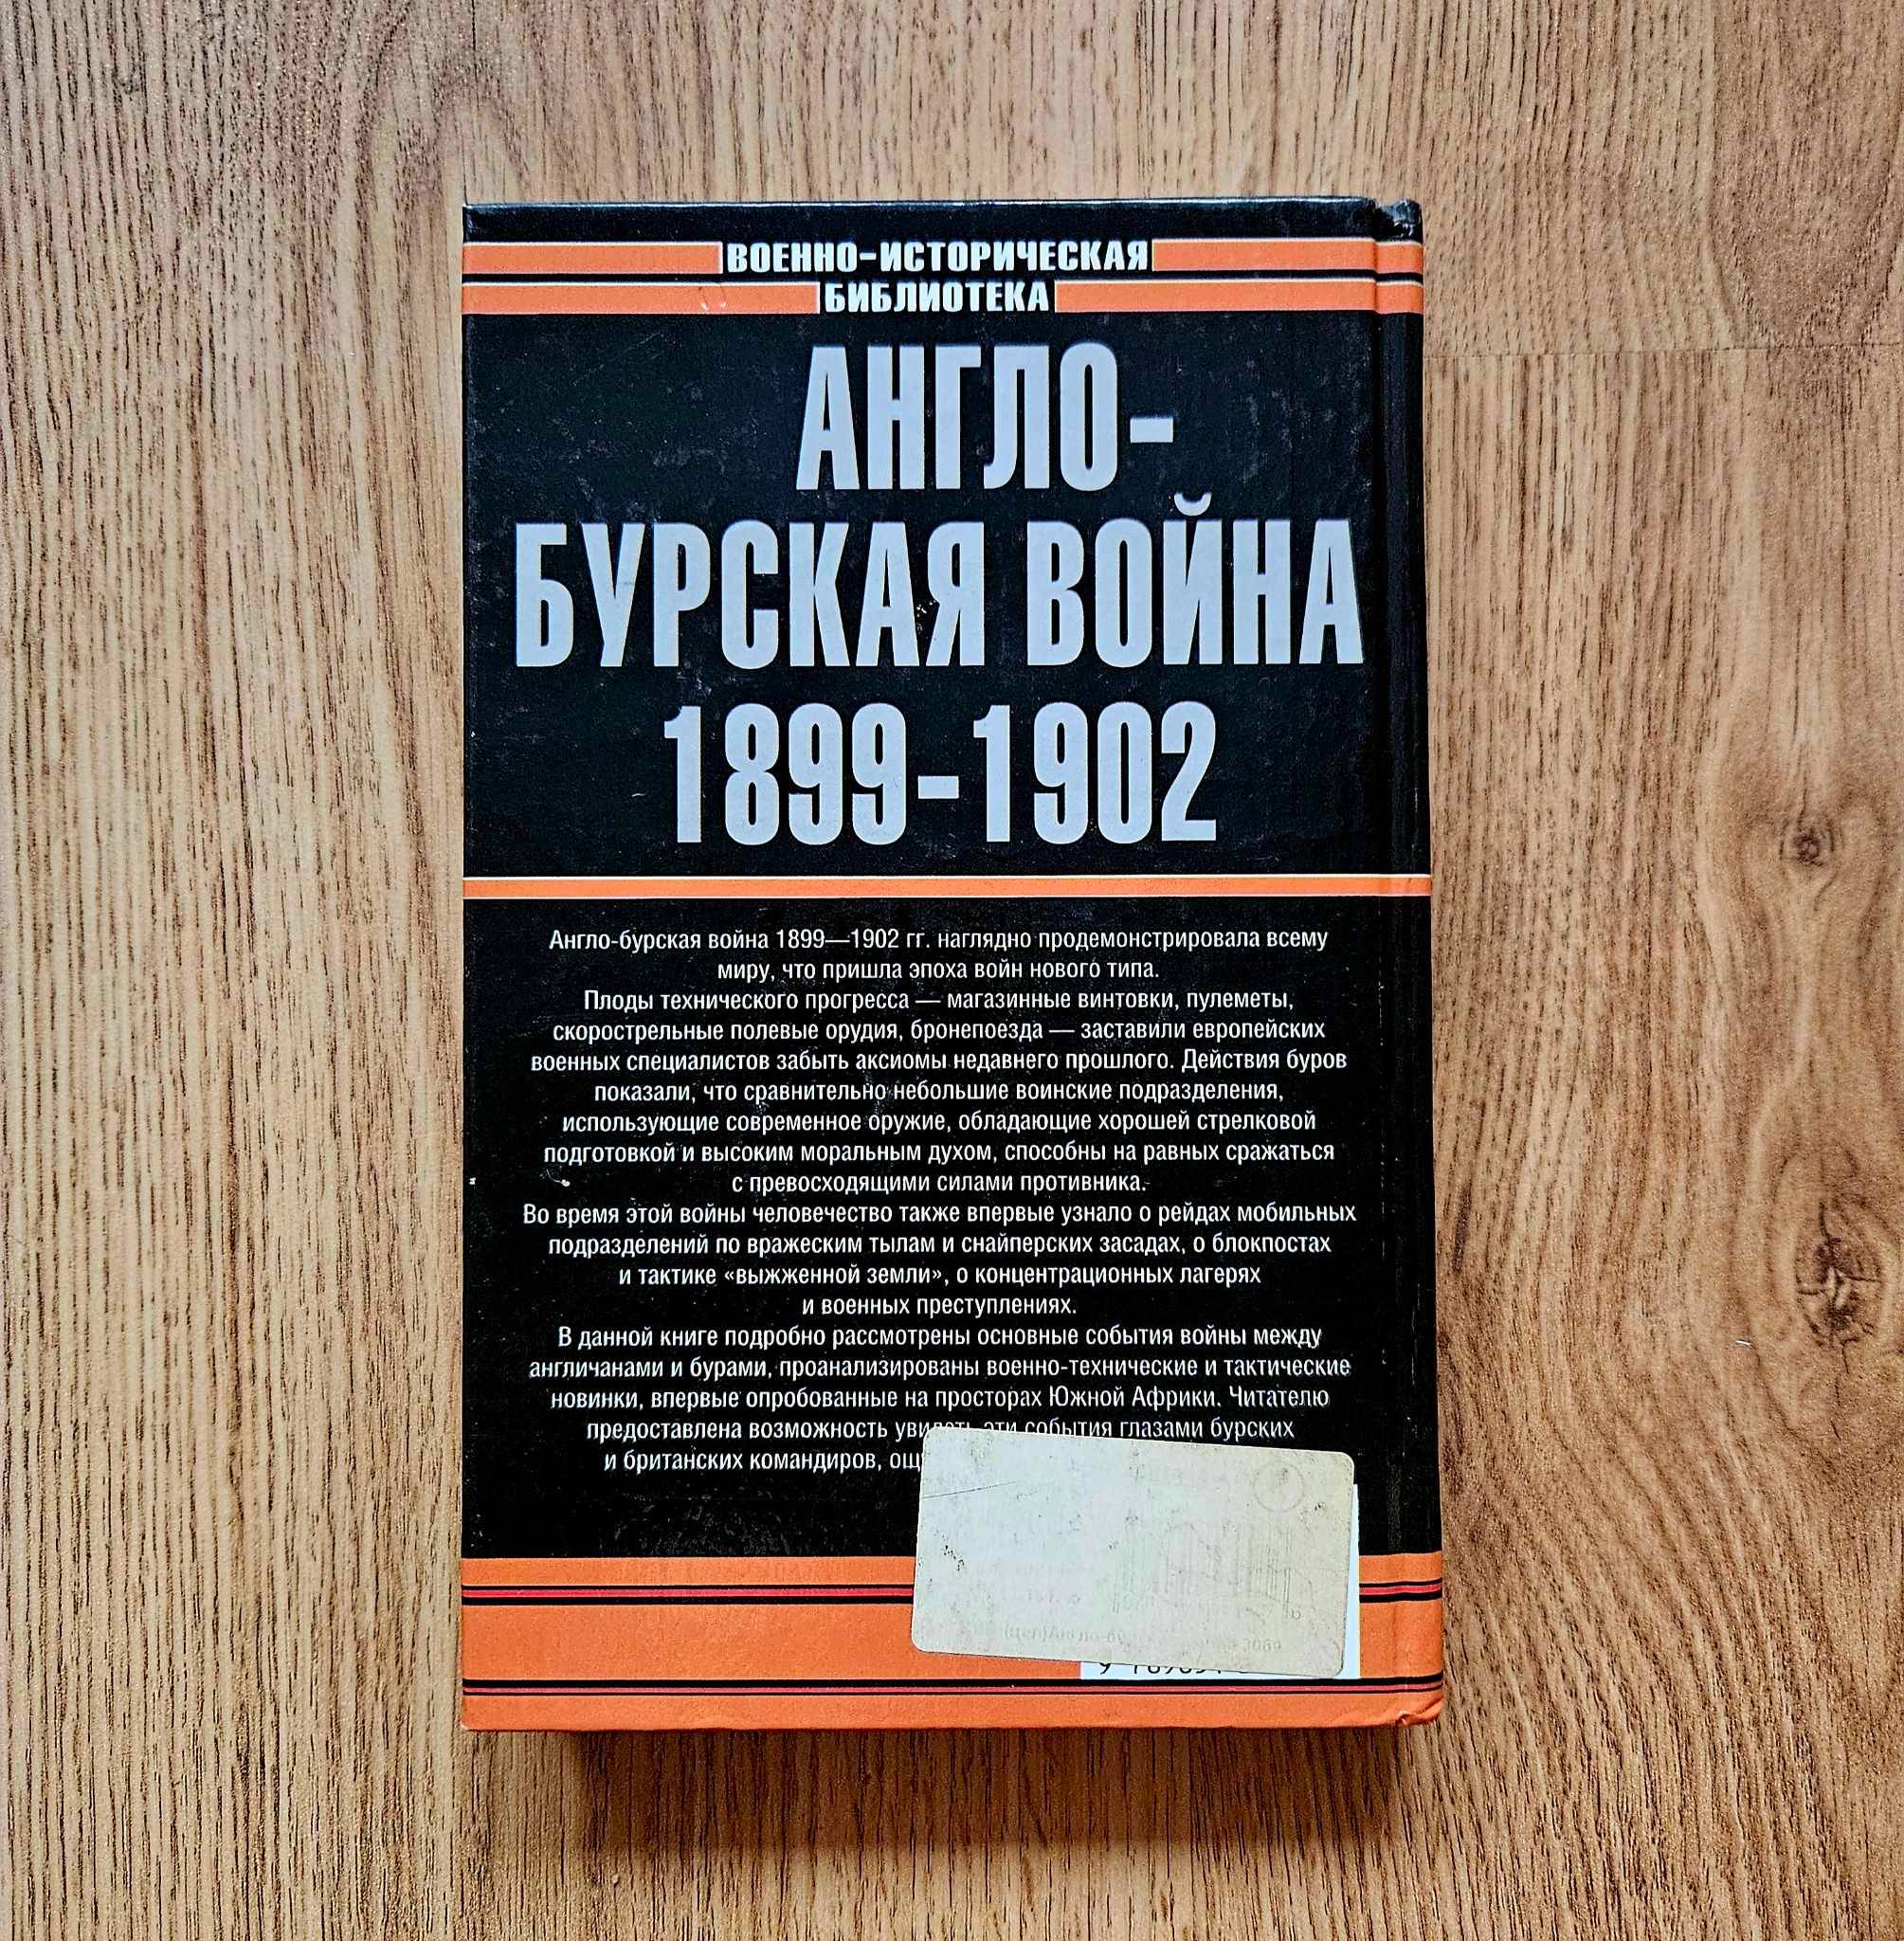 ВОЕННО-ИСТОРИЧЕСКАЯ
БИБЛИОТЕКА
АНГЛО-
БУРСКАЯ ВОЙНА
1899-1902
Англо-бурская война 1899—1902 гг. наглядно продемонстрировала всему
миру, что пришла эпоха войн нового типа.
Плоды технического прогресса — магазинные винтовки, пулеметы,
скорострельные полевые орудия, бронепоезда — заставили европейских
военных специалистов забыть аксиомы недавнего прошлого. Действия буров
показали, что сравнительно небольшие воинские подразделения,
использующие современное оружие, обладающие хорошей стрелковой
подготовкой и высоким моральным духом, способны на равных сражаться
с превосходящими силами противника.
Во время этой войны человечество также впервые узнало о рейдах мобильных
подразделений по вражеским тылам и снайперских засадах, о блокпостах
и тактике «выжженной земли», о концентрационных лагерях
и военных преступлениях.
В данной книге подробно рассмотрены основные события войны между
англичанами и бурами, проанализированы военно-технические и тактические
новинки, впервые опробованные на просторах Южной Африки. Читателю
предоставлена возможность увидеть эти события глазами бурских
и британских командиров,